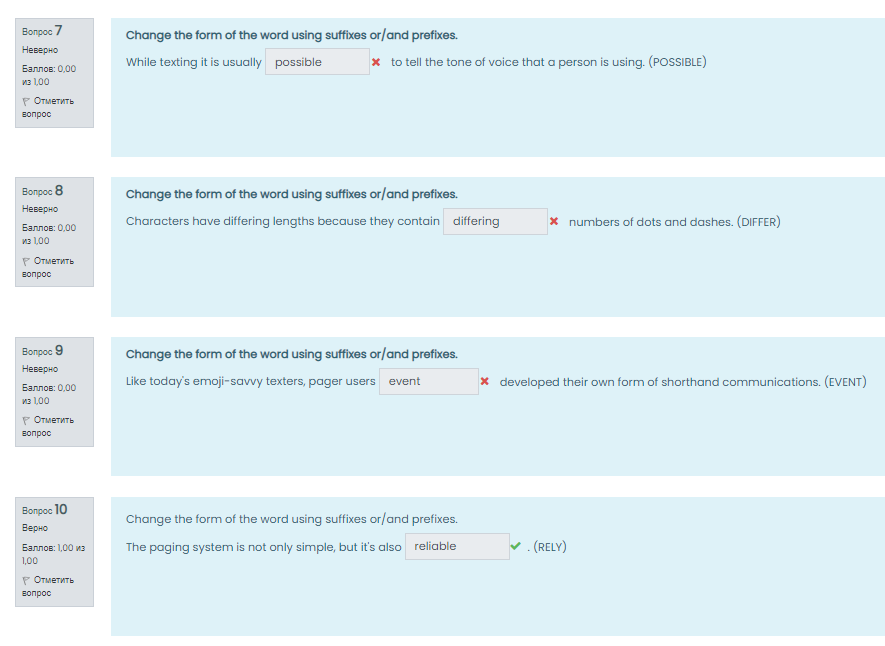 Вопрос 7
Неверно
Баллов: 0,00
из 1,00
Отметить
вопрос
Change the form of the word using suffixes or/and prefixes.
While texting it is usually possible to tell the tone of voice that a person is using. (POSSIBLE)
Вопрос 8
Неверно
Баллов: 0,00
из 1,00
Отметить
вопрос
Change the form of the word using suffixes or/and prefixes.
Characters have differing lengths because they contain differing numbers of dots and dashes. (DIFFER)
Вопрос 9
Неверно
Баллов: 0,00
из 1,00
Отметить
вопрос
Change the form of the word using suffixes or/and prefixes.
Like today's emoji-savvy texters, pager users event developed their own form of shorthand communications. (EVENT)
Вопрос 10
Верно
Баллов: 1,00 из
1,00
Отметить
вопрос
Change the form of the word using suffixes or/and prefixes.
The paging system is not only simple, but it's also reliable . (RELY)